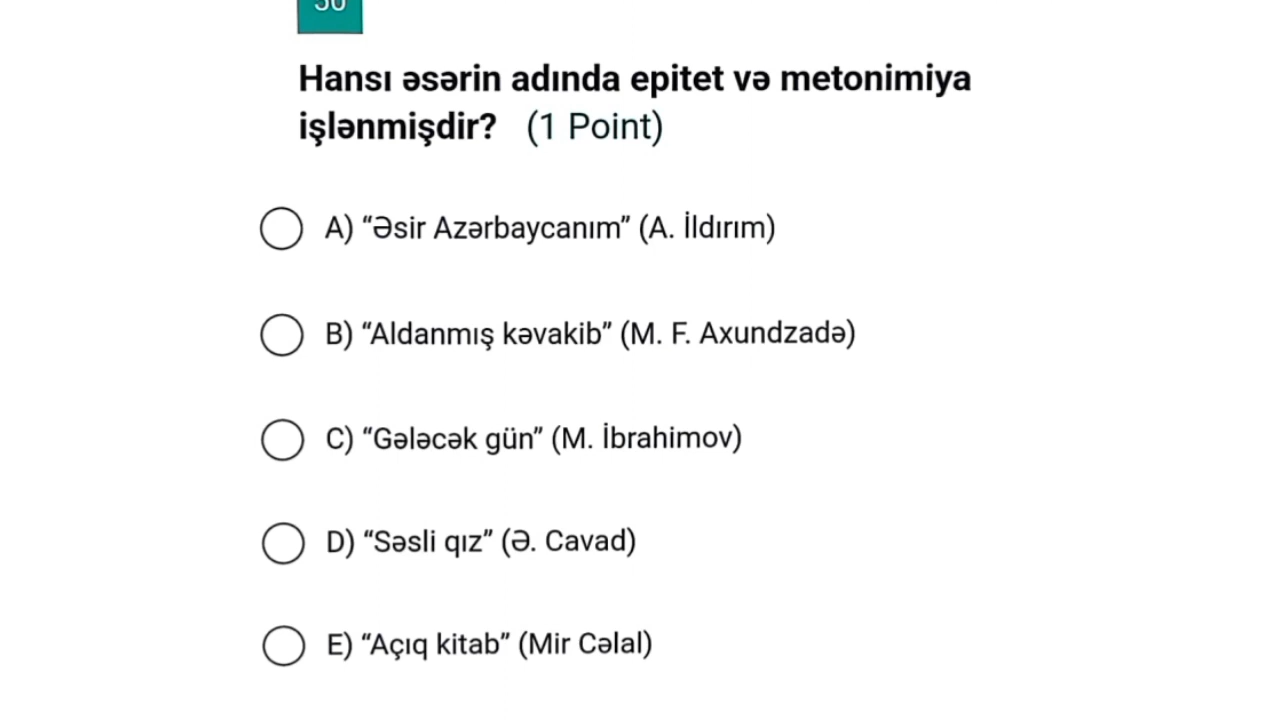 Hansı əsərin adında epitet və metonimiya
işlənmişdir? (1 Point)
A) “Əsir Azərbaycanım” (A. İldırım)
B) “Aldanmış kəvakib” (M. F. Axundzadə)
C) “Gələcək gün” (M. İbrahimov)
D) “Səsli qız” (Ə. Cavad)
E) “Açıq kitab” (Mir Cəlal)